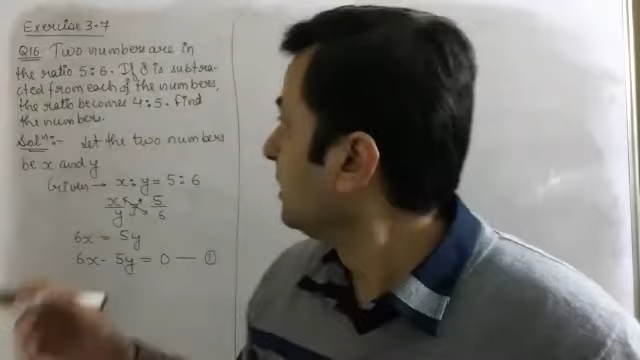 Exercise 3.7
Q16 Two numbers are in
the ratio 5:6. If 8 is subtra-
cted from each of the numbers,
the ratio becomes 4:5. find
the numbers.
Solⁿ:- Let the two numbers
be x and y
Given → x:y = 5:6
x/y = 5/6
6x = 5y
6x - 5y = 0 — ①